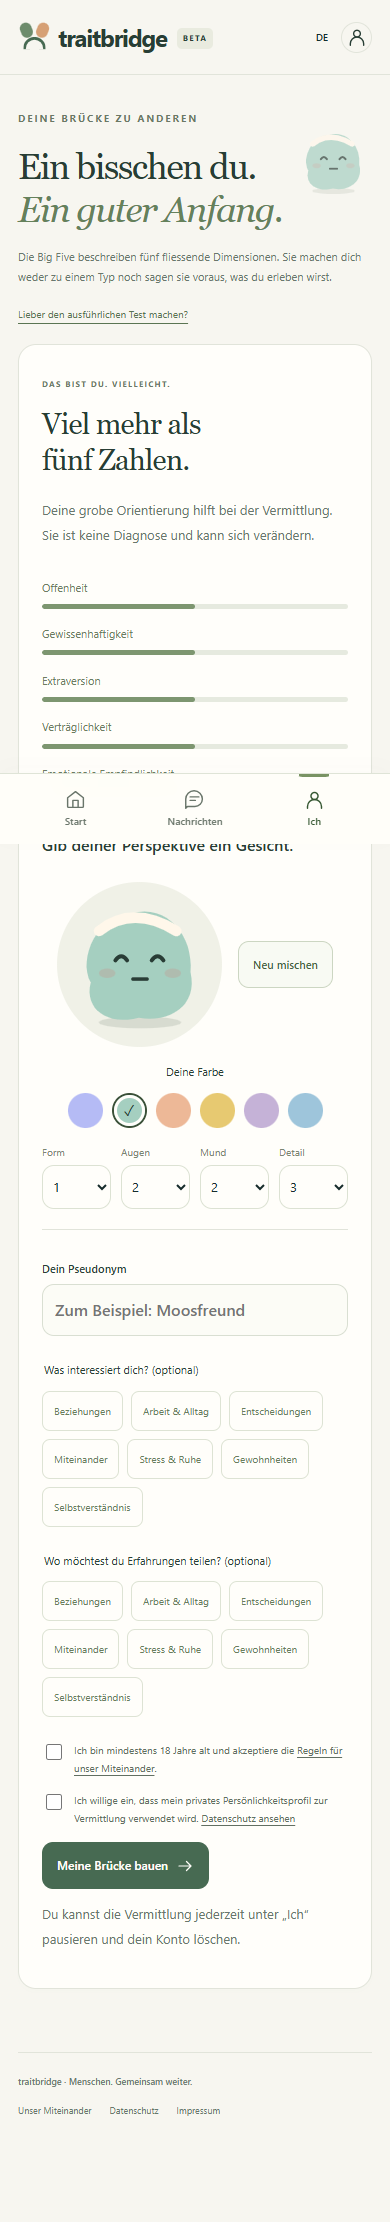 traitbridge BETA DE
DEINE BRÜCKE ZU ANDEREN
Ein bisschen du.
Ein guter Anfang.
Die Big Five beschreiben fünf fliessende Dimensionen. Sie machen dich
weder zu einem Typ noch sagen sie voraus, was du erleben wirst.
Lieber den ausführlichen Test machen?
DAS BIST DU. VIELLEICHT.
Viel mehr als
fünf Zahlen.
Deine grobe Orientierung hilft bei der Vermittlung.
Sie ist keine Diagnose und kann sich verändern.
Offenheit
Gewissenhaftigkeit
Extraversion
Verträglichkeit
Emotionale Empfindlichkeit
Start Nachrichten Ich
Gib deiner Perspektive ein Gesicht.
Neu mischen
Deine Farbe
✓
Form Augen Mund Detail
1 2 2 3
Dein Pseudonym
Zum Beispiel: Moosfreund
Was interessiert dich? (optional)
Beziehungen Arbeit & Alltag Entscheidungen
Miteinander Stress & Ruhe Gewohnheiten
Selbstverständnis
Wo möchtest du Erfahrungen teilen? (optional)
Beziehungen Arbeit & Alltag Entscheidungen
Miteinander Stress & Ruhe Gewohnheiten
Selbstverständnis
Ich bin mindestens 18 Jahre alt und akzeptiere die Regeln für
unser Miteinander.
Ich willige ein, dass mein privates Persönlichkeitsprofil zur
Vermittlung verwendet wird. Datenschutz ansehen
Meine Brücke bauen →
Du kannst die Vermittlung jederzeit unter „Ich“
pausieren und dein Konto löschen.
traitbridge · Menschen. Gemeinsam weiter.
Unser Miteinander Datenschutz Impressum